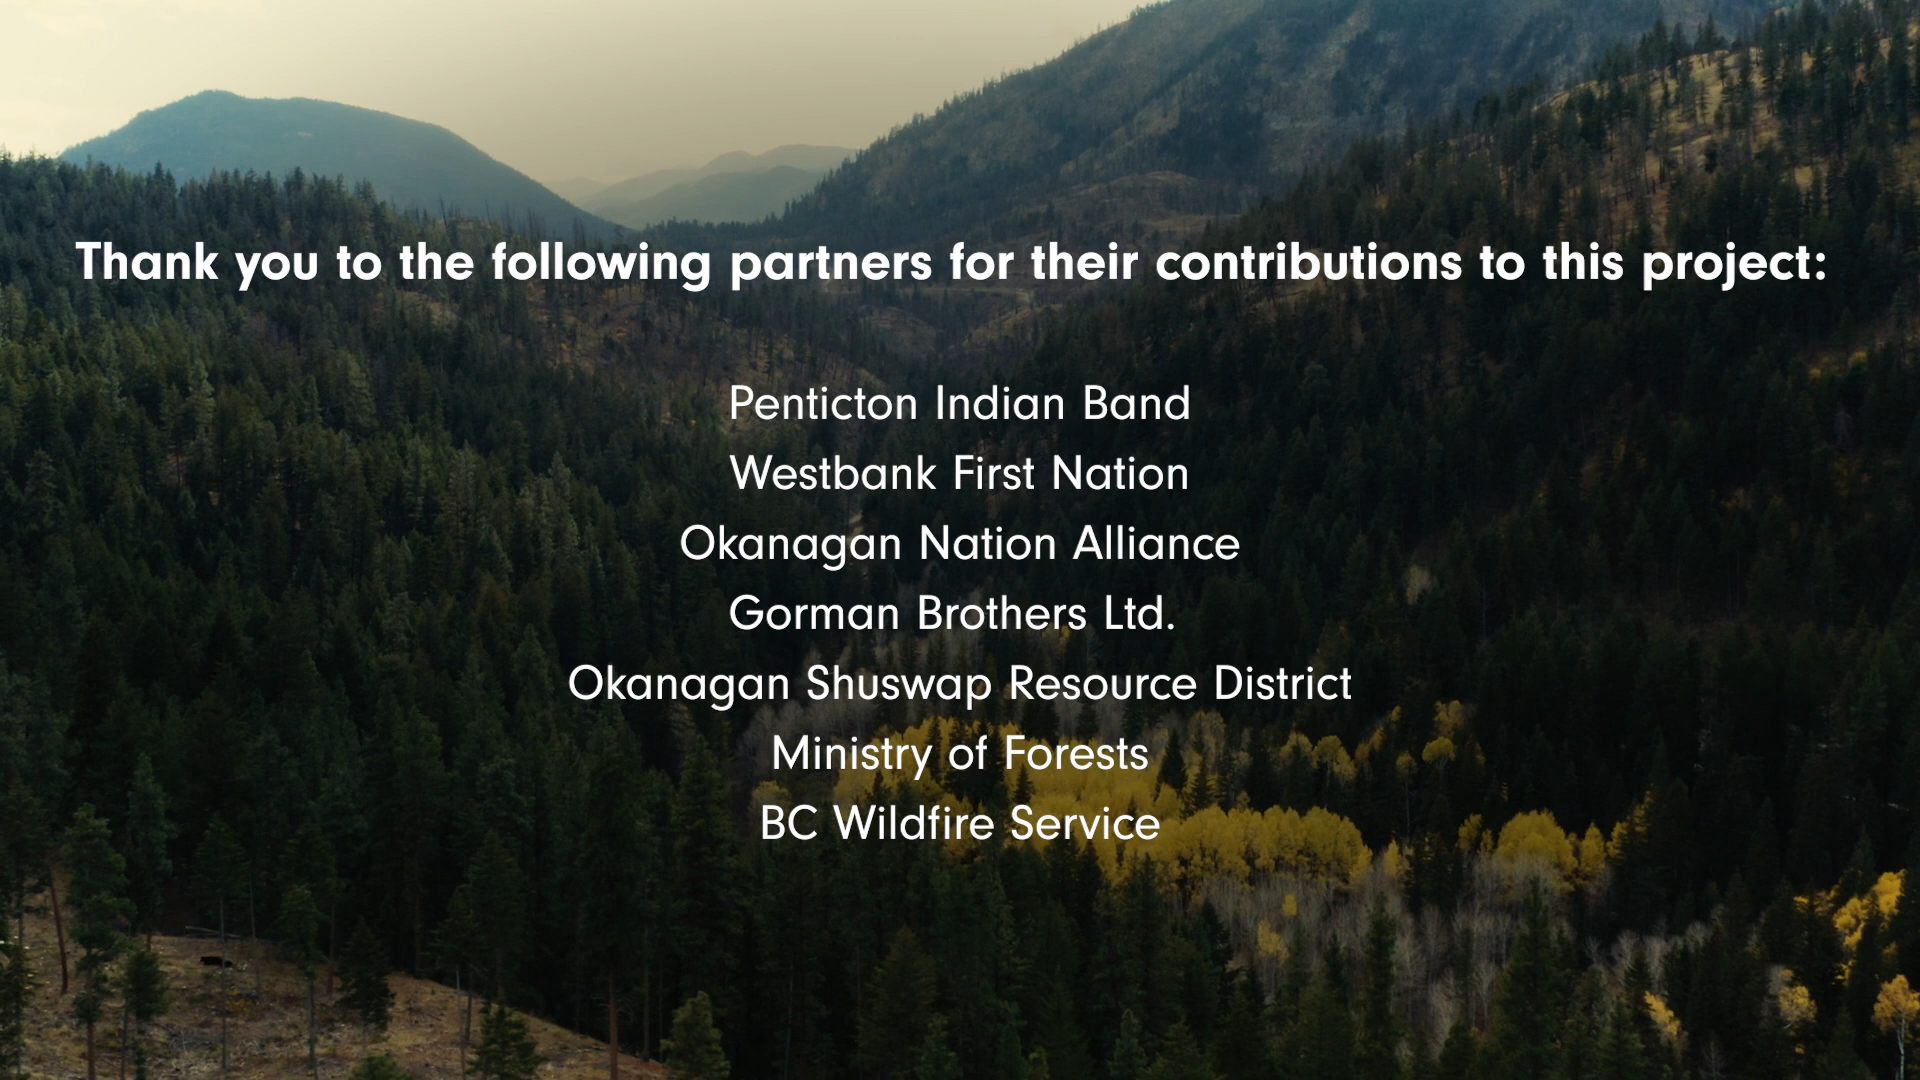 Thank you to the following partners for their contributions to this project:
Penticton Indian Band
Westbank First Nation
Okanagan Nation Alliance
Gorman Brothers Ltd.
Okanagan Shuswap Resource District
Ministry of Forests
BC Wildfire Service